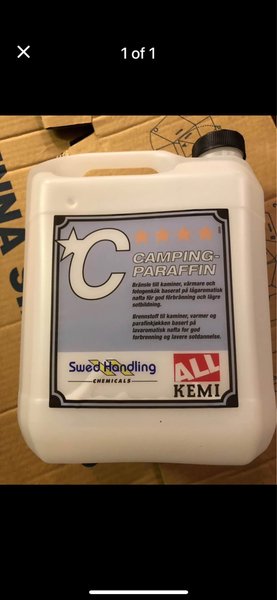 1 of 1
C
CAMPING-
PARAFFIN
Bränsle till kaminer, värmare och
fotogenkök baserat på lågaromatisk
nafta för god förbränning och lägre
sotbildning.
Brennstoff til kaminer, varmer og
parafinkjøkken basert på
lavaromatisk nafta for god
forbrenning og lavere sotdannelse.
Swed Handling
CHEMICALS
ALL
KEMI